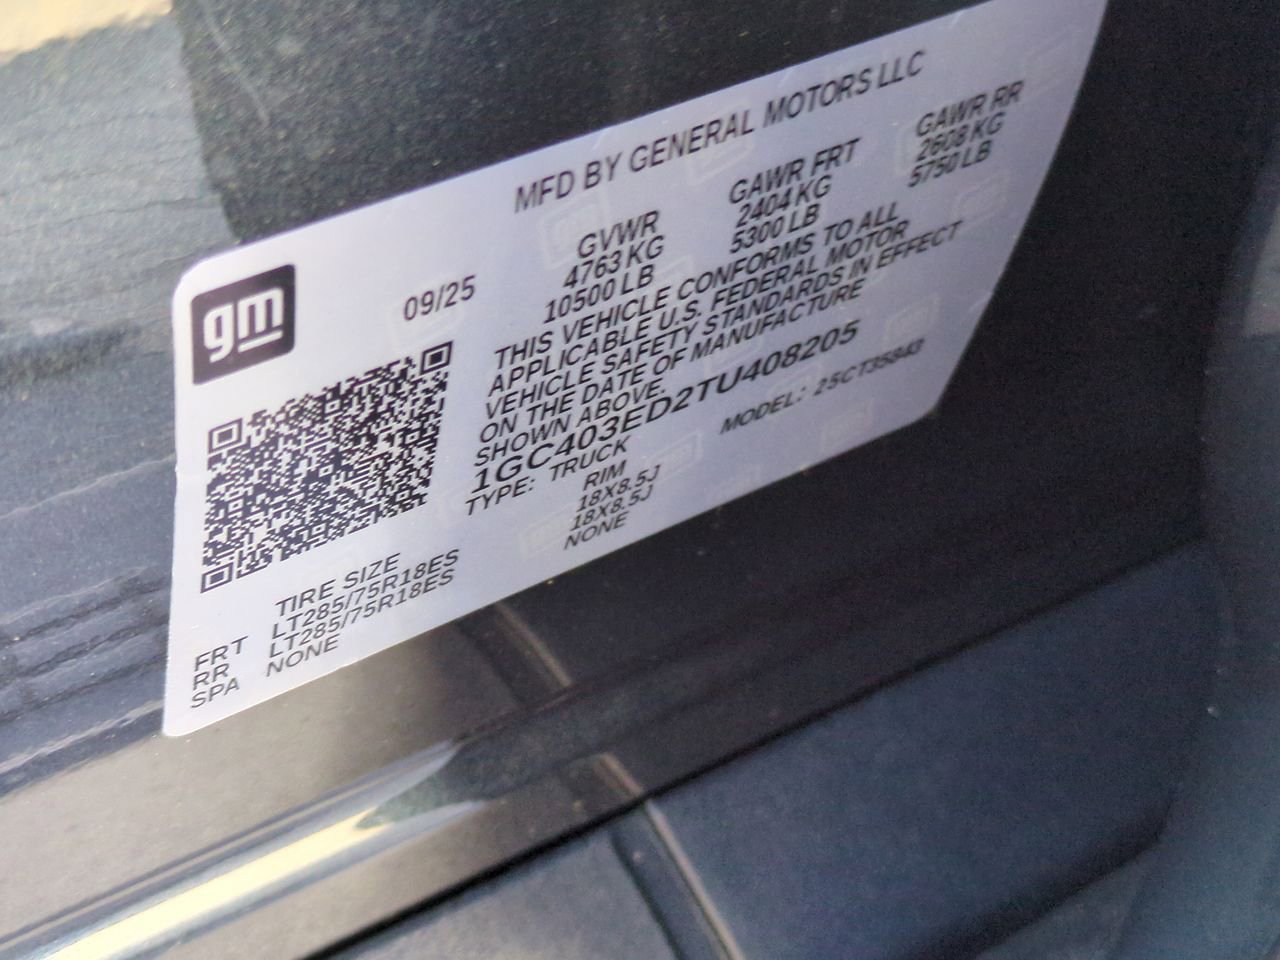 MFD BY GENERAL MOTORS LLC
gm
09/25
GVWR
4763 KG
10500 LB
GAWR FRT
2404 KG
5300 LB
GAWR RR
2608 KG
5750 LB
THIS VEHICLE CONFORMS TO ALL
APPLICABLE U.S. FEDERAL MOTOR
VEHICLE SAFETY STANDARDS IN EFFECT
ON THE DATE OF MANUFACTURE
SHOWN ABOVE.
1GC403ED2TU408205
TYPE: TRUCK
MODEL: 25CT35843
TIRE SIZE RIM
FRT LT285/75R18ES 18X8.5J
RR LT285/75R18ES 18X8.5J
SPA NONE NONE